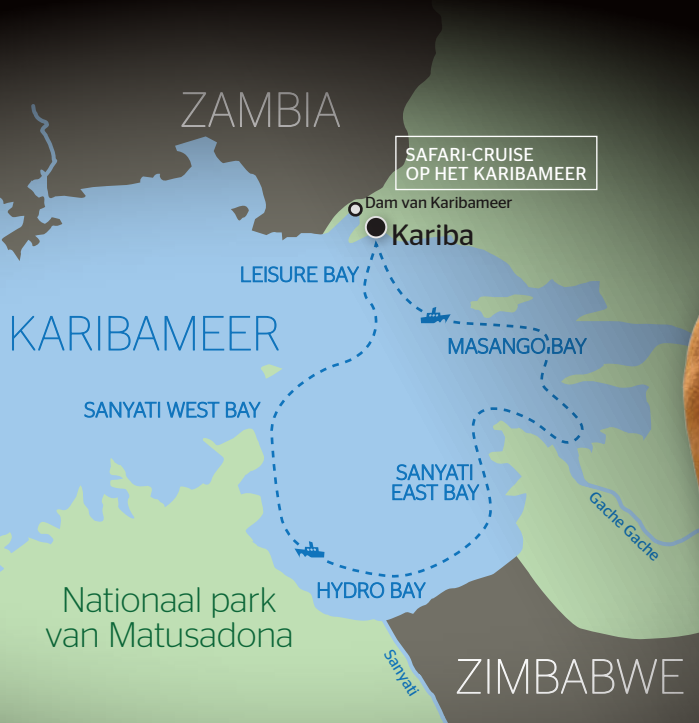 ZAMBIA
SAFARI-CRUISE
OP HET KARIBAMEER
Dam van Karibameer
Kariba
LEISURE BAY
KARIBAMEER
MASANGO BAY
SANYATI WEST BAY
SANYATI
EAST BAY
Gache Gache
HYDRO BAY
Nationaal park
van Matusadona
Sanyati
ZIMBABWE